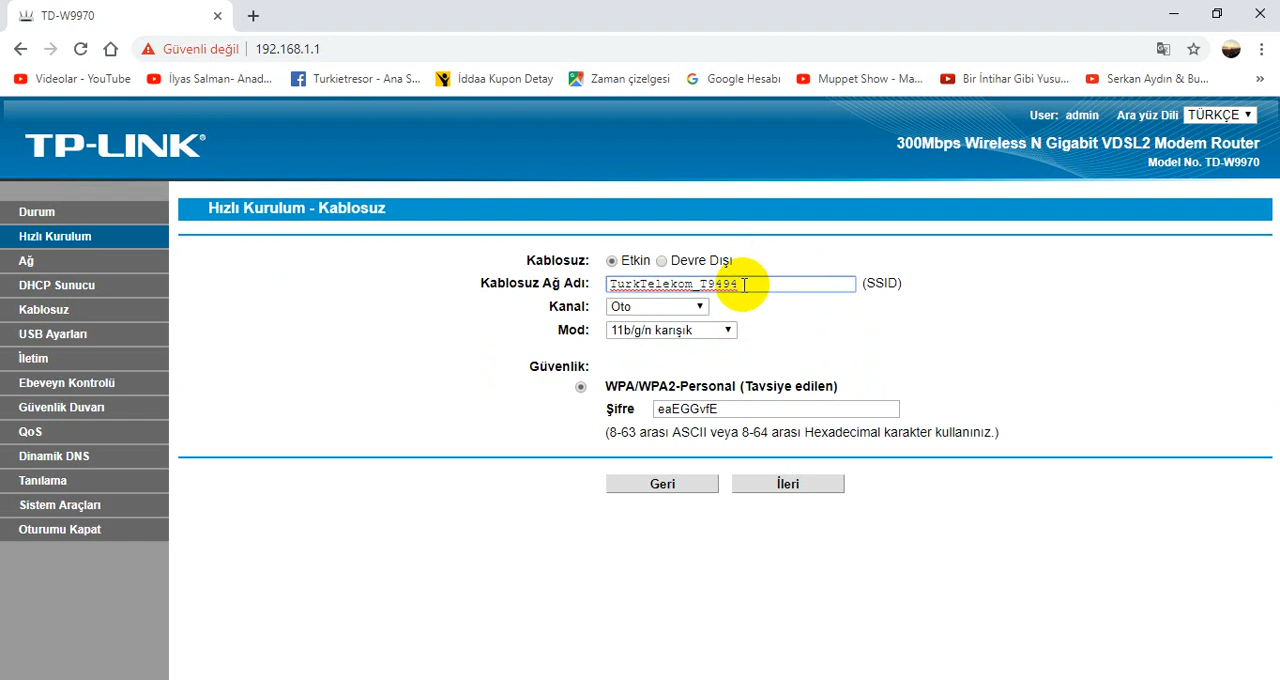 TD-W9970
Güvenli değil 192.168.1.1
Videolar - YouTube İlyas Salman- Anad... Turkietresor - Ana S... İddaa Kupon Detay Zaman çizelgesi Google Hesabı Muppet Show - Ma... Bir İntihar Gibi Yusu... Serkan Aydın & Bu... »
User: admin Ara yüz Dili TÜRKÇE
TP-LINK®
300Mbps Wireless N Gigabit VDSL2 Modem Router
Model No. TD-W9970
Durum
Hızlı Kurulum
Ağ
DHCP Sunucu
Kablosuz
USB Ayarları
İletim
Ebeveyn Kontrolü
Güvenlik Duvarı
QoS
Dinamik DNS
Tanılama
Sistem Araçları
Oturumu Kapat
Hızlı Kurulum - Kablosuz
Kablosuz: Etkin Devre Dışı
Kablosuz Ağ Adı: TurkTelekom_T9494 (SSID)
Kanal: Oto
Mod: 11b/g/n karışık
Güvenlik:
WPA/WPA2-Personal (Tavsiye edilen)
Şifre eaEGGvfE
(8-63 arası ASCII veya 8-64 arası Hexadecimal karakter kullanınız.)
Geri İleri